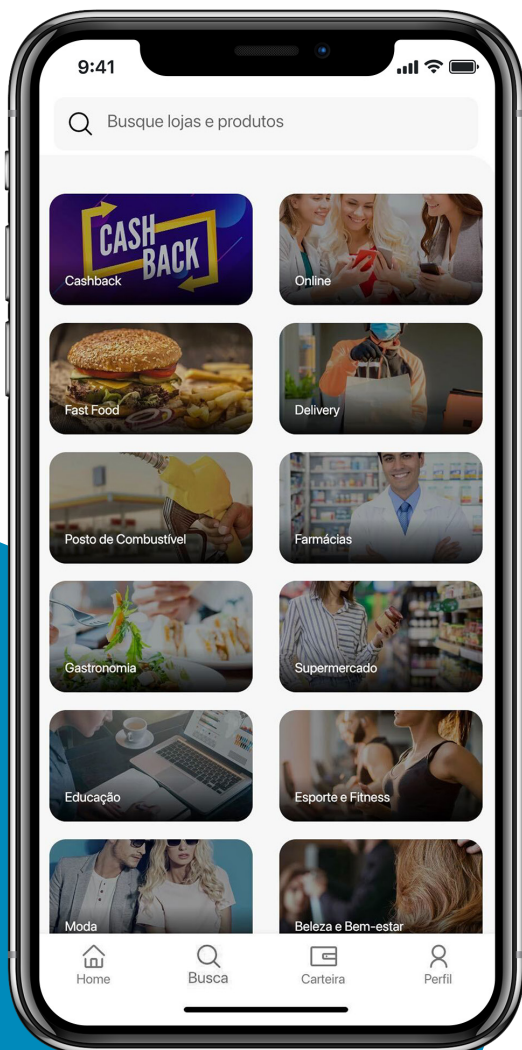 9:41
Busque lojas e produtos
CASH
BACK
Cashback
Online
Fast Food
Delivery
Posto de Combustível
Farmácias
Gastronomia
Supermercado
Educação
Esporte e Fitness
Moda
Beleza e Bem-estar
Home
Busca
Carteira
Perfil